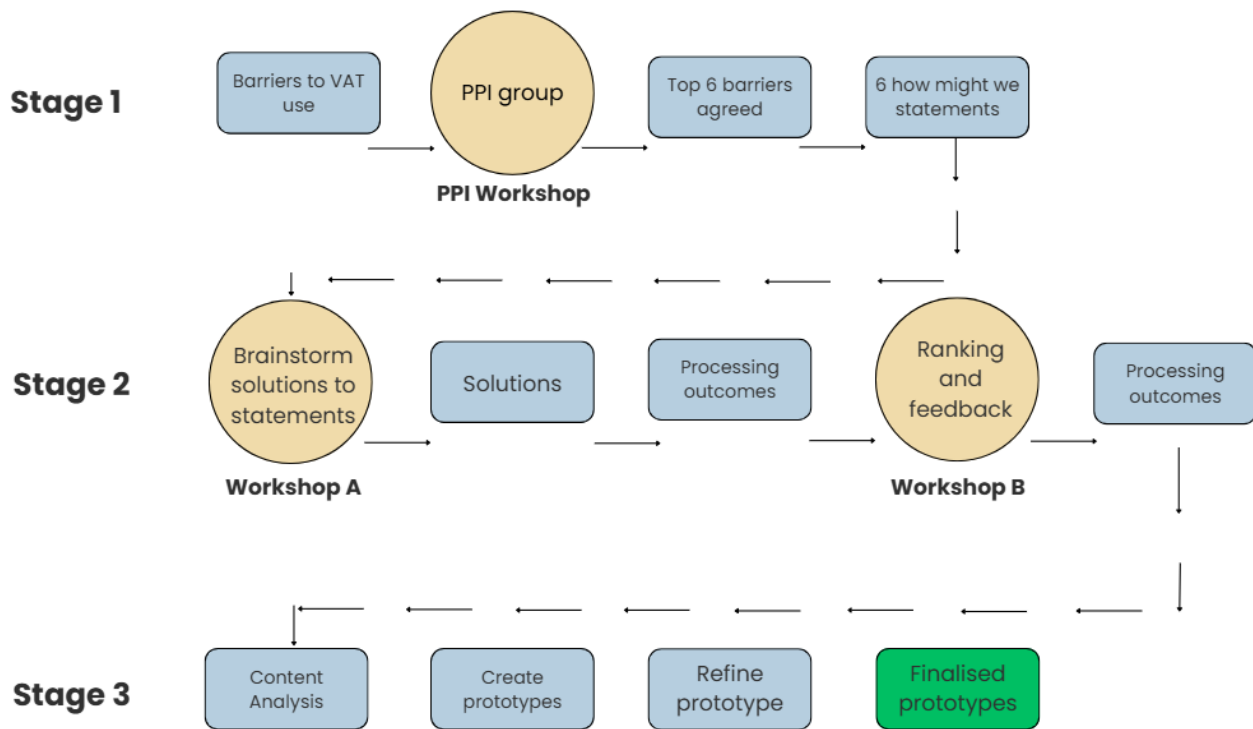 Stage 1
Barriers to VAT
use
PPI group
PPI Workshop
Top 6 barriers
agreed
6 how might we
statements
Stage 2
Brainstorm
solutions to
statements
Workshop A
Solutions
Processing
outcomes
Ranking
and
feedback
Workshop B
Processing
outcomes
Stage 3
Content
Analysis
Create
prototypes
Refine
prototype
Finalised
prototypes